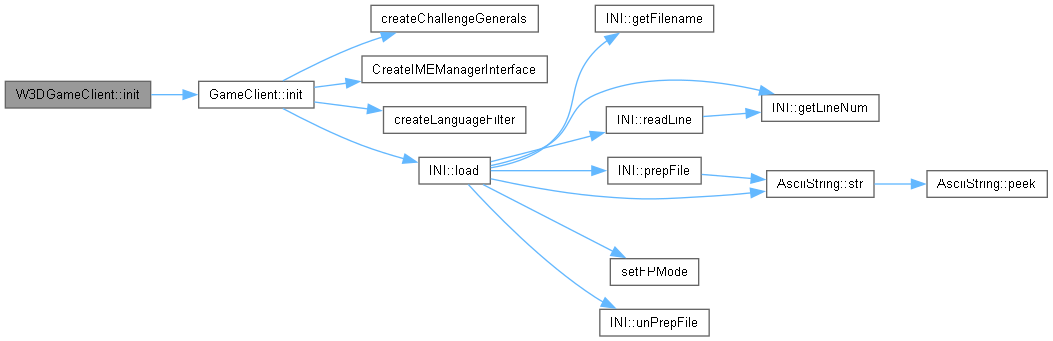 W3DGameClient::init
GameClient::init
createChallengeGenerals
CreateIMEManagerInterface
createLanguageFilter
INI::load
INI::getFilename
INI::readLine
INI::getLineNum
INI::prepFile
AsciiString::str
AsciiString::peek
setFPMode
INI::unPrepFile